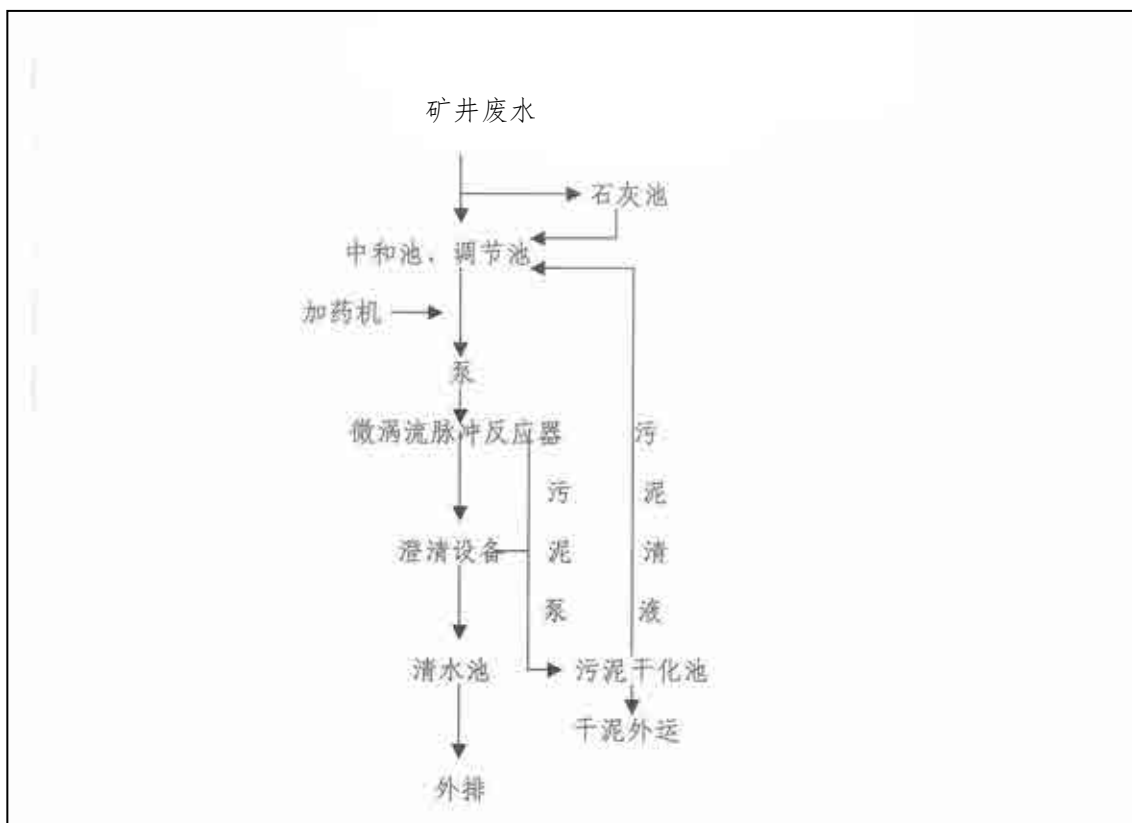 矿井废水
石灰池
中和池、调节池
加药机
泵
微涡流脉冲反应器
污泥泵
污泥清液
澄清设备
清水池
污泥干化池
干泥外运
外排